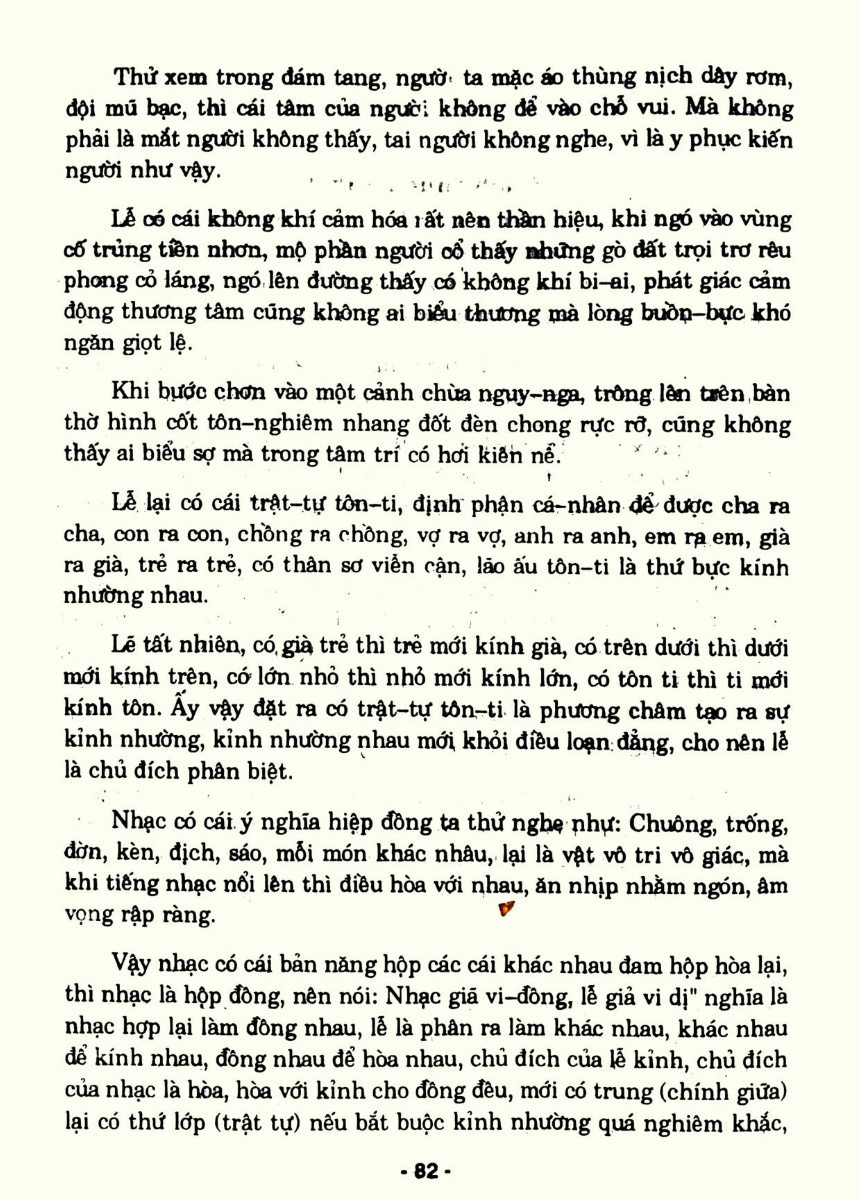 Thử xem trong đám tang, người ta mặc áo thùng nịch dây rơm,
đội mũ bạc, thì cái tâm của người không để vào chỗ vui. Mà không
phải là mắt người không thấy, tai người không nghe, vì là y phục kiến
người như vậy.
Lễ có cái không khí cảm hóa rất nên thần hiệu, khi ngó vào vùng
cố trủng tiền nhơn, mộ phần người cổ thấy những gò đất trọi trơ rêu
phong cỏ láng, ngó lên đường thấy có không khí bi-ai, phát giác cảm
động thương tâm cũng không ai biểu thương mà lòng buồn-bực khó
ngăn giọt lệ.
Khi bước chơn vào một cảnh chùa nguy-nga, trông lên trên bàn
thờ hình cốt tôn-nghiêm nhang đốt đèn chong rực rỡ, cũng không
thấy ai biểu sợ mà trong tâm trí có hơi kiên nể.
Lễ lại có cái trật-tự tôn-ti, định phận cá-nhân để được cha ra
cha, con ra con, chồng ra chồng, vợ ra vợ, anh ra anh, em ra em, già
ra già, trẻ ra trẻ, có thân sơ viễn cận, lão ấu tôn-ti là thứ bực kính
nhường nhau.
Lẽ tất nhiên, có già trẻ thì trẻ mới kính già, có trên dưới thì dưới
mới kính trên, có lớn nhỏ thì nhỏ mới kính lớn, có tôn ti thì ti mới
kính tôn. Ấy vậy đặt ra có trật-tự tôn-ti là phương châm tạo ra sự
kỉnh nhường, kỉnh nhường nhau mới khỏi điều loạn đẳng, cho nên lễ
là chủ đích phân biệt.
Nhạc có cái ý nghĩa hiệp đồng ta thử nghe như: Chuông, trống,
đờn, kèn, địch, sáo, mỗi món khác nhâu, lại là vật vô tri vô giác, mà
khi tiếng nhạc nổi lên thì điều hòa với nhau, ăn nhịp nhằm ngón, âm
vọng rập ràng.
Vậy nhạc có cái bản năng hộp các cái khác nhau đam hộp hòa lại,
thì nhạc là hộp đồng, nên nói: Nhạc giã vi-đồng, lễ giả vi dị" nghĩa là
nhạc hợp lại làm đồng nhau, lễ là phân ra làm khác nhau, khác nhau
để kính nhau, đồng nhau để hòa nhau, chủ đích của lễ kỉnh, chủ đích
của nhạc là hòa, hòa với kỉnh cho đồng đều, mới có trung (chính giữa)
lại có thứ lớp (trật tự) nếu bắt buộc kỉnh nhường quá nghiêm khắc,
- 82 -